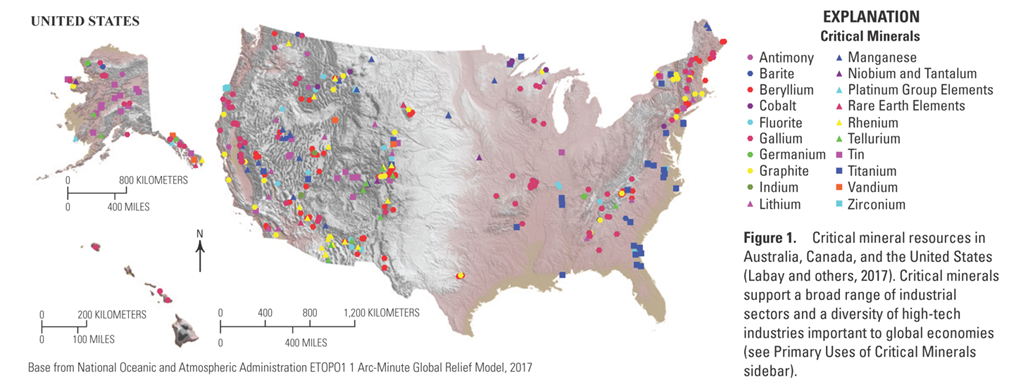 UNITED STATES
0 800 KILOMETERS
0 400 MILES
N
0 200 KILOMETERS
0 100 MILES
0 400 800 1,200 KILOMETERS
0 400 MILES
Base from National Oceanic and Atmospheric Administration ETOPO1 1 Arc-Minute Global Relief Model, 2017
EXPLANATION
Critical Minerals
Antimony
Barite
Beryllium
Cobalt
Fluorite
Gallium
Germanium
Graphite
Indium
Lithium
Manganese
Niobium and Tantalum
Platinum Group Elements
Rare Earth Elements
Rhenium
Tellurium
Tin
Titanium
Vandium
Zirconium
Figure 1. Critical mineral resources in
Australia, Canada, and the United States
(Labay and others, 2017). Critical minerals
support a broad range of industrial
sectors and a diversity of high-tech
industries important to global economies
(see Primary Uses of Critical Minerals
sidebar).